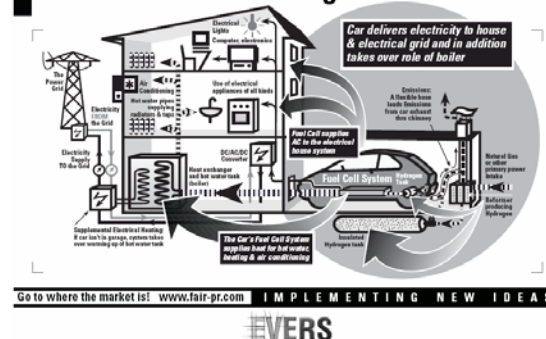 Car delivers electricity to house
& electrical grid and in addition
takes over role of boiler
Electrical
Lights
Computer, electronics
The
Power
Grid
Air
Conditioning
Use of electrical
appliances of all kinds
Hot water pipes
supplying
radiators & taps
Electricity
FROM
the Grid
Emissions:
A flexible hose
leads Emissions
from car exhaust
thru chimney
Fuel Cell supplies
AC to the electrical
house system
Electricity
Supply
TO the Grid
DC/AC/DC
Converter
Heat exchanger
and hot water tank
(boiler)
Fuel Cell System
Hydrogen
Tank
Natural Gas
or other
primary power
intake
Reformer
producing
Hydrogen
Supplemental Electrical Heating:
If car isn't in garage, system takes
over warming up of hot water tank
The Car's Fuel Cell System
supplies heat for hot water,
heating & air conditioning
Insulated
Hydrogen tank
Go to where the market is! www.fair-pr.com IMPLEMENTING NEW IDEAS
EVERS